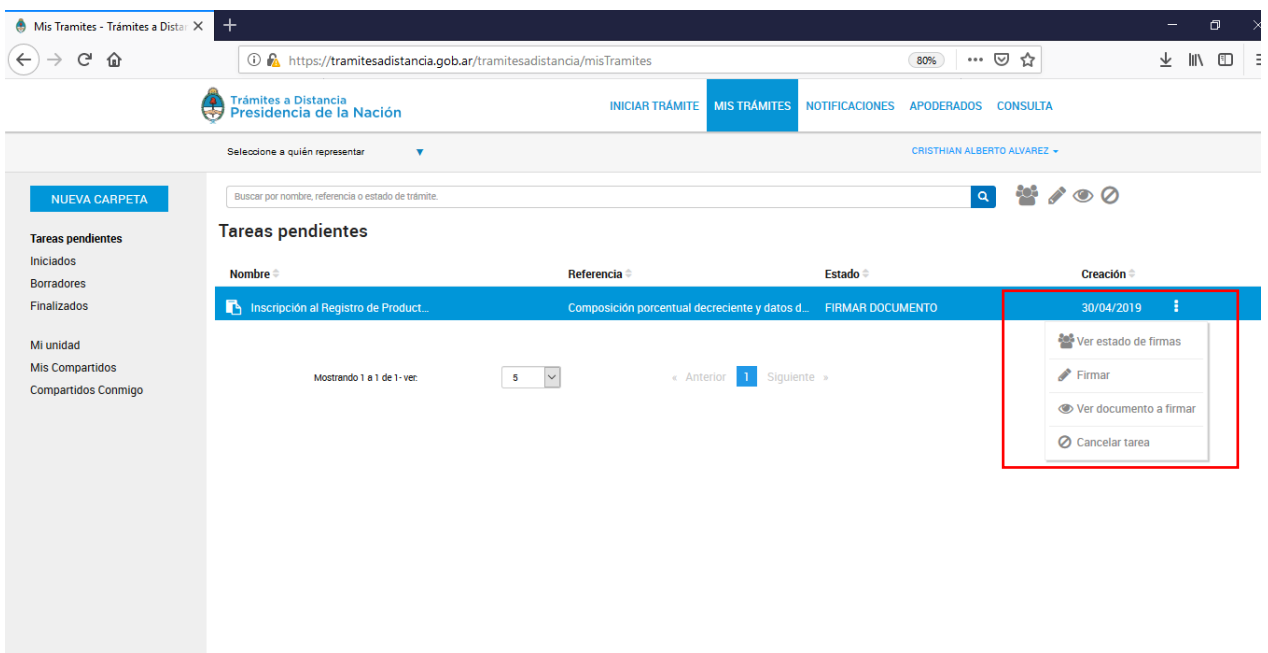 Mis Tramites - Trámites a Distar
https://tramitesadistancia.gob.ar/tramitesadistancia/misTramites
80%
Trámites a Distancia
Presidencia de la Nación
INICIAR TRÁMITE
MIS TRÁMITES
NOTIFICACIONES
APODERADOS
CONSULTA
Seleccione a quién representar
CRISTHIAN ALBERTO ALVAREZ
NUEVA CARPETA
Tareas pendientes
Iniciados
Borradores
Finalizados
Mi unidad
Mis Compartidos
Compartidos Conmigo
Buscar por nombre, referencia o estado de trámite.
Tareas pendientes
Nombre Referencia Estado Creación
Inscripción al Registro de Product... Composición porcentual decreciente y datos d... FIRMAR DOCUMENTO 30/04/2019
Ver estado de firmas
Firmar
Ver documento a firmar
Cancelar tarea
Mostrando 1 a 1 de 1- ver: 5 « Anterior 1 Siguiente »